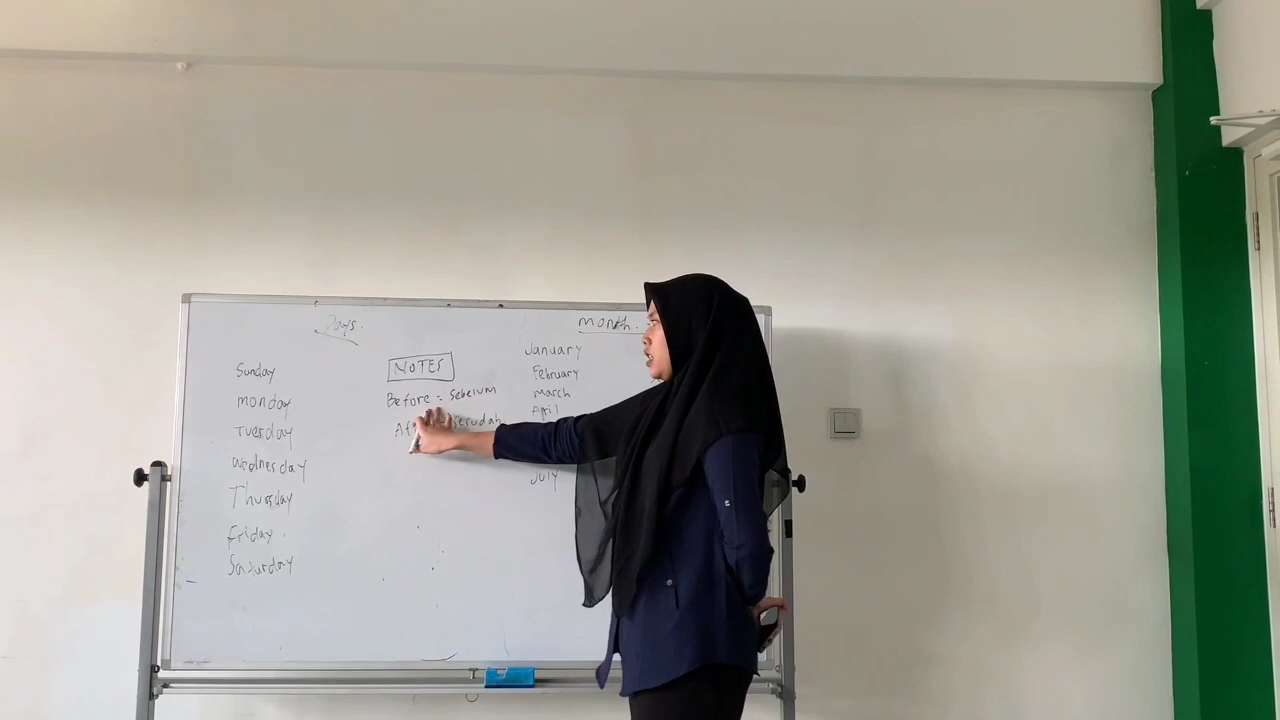 Days.
Sunday
monday
Tuesday
wednesday
Thursday
Friday.
Saturday
NOTES
Before = Sebelum
month.
January
February
March
April
July